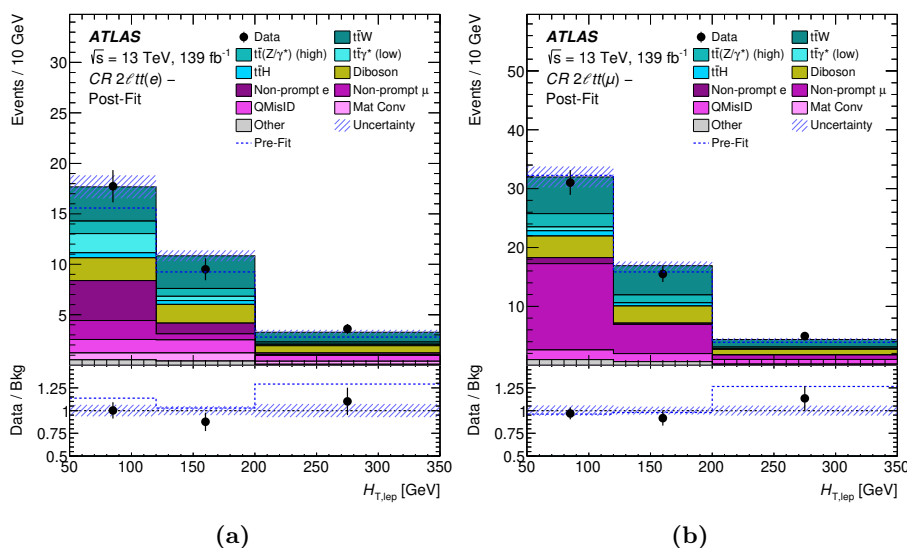 ATLAS
√s = 13 TeV, 139 fb⁻¹
CR 2ℓtt(e) –
Post-Fit
Data
tt̄W
tt̄(Z/γ*) (high)
tt̄γ* (low)
tt̄H
Diboson
Non-prompt e
Non-prompt μ
QMisID
Mat Conv
Other
Uncertainty
Pre-Fit
Events / 10 GeV
35
30
25
20
15
10
5
Data / Bkg
1.25
1
0.75
0.5
50 100 150 200 250 300 350
H_T,lep [GeV]
(a)
ATLAS
√s = 13 TeV, 139 fb⁻¹
CR 2ℓtt(μ) –
Post-Fit
Data
tt̄W
tt̄(Z/γ*) (high)
tt̄γ* (low)
tt̄H
Diboson
Non-prompt e
Non-prompt μ
QMisID
Mat Conv
Other
Uncertainty
Pre-Fit
Events / 10 GeV
50
40
30
20
10
Data / Bkg
1.25
1
0.75
0.5
50 100 150 200 250 300 350
H_T,lep [GeV]
(b)